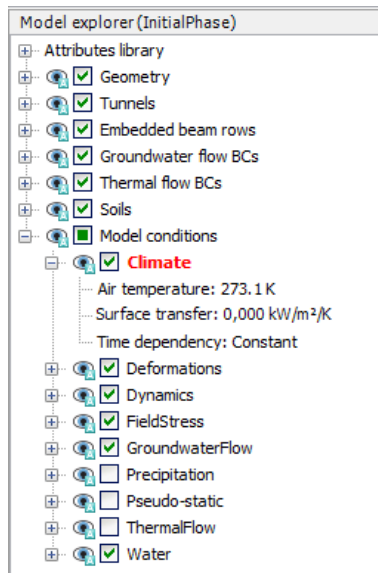 Model explorer (InitialPhase)
Attributes library
Geometry
Tunnels
Embedded beam rows
Groundwater flow BCs
Thermal flow BCs
Soils
Model conditions
Climate
Air temperature: 273.1 K
Surface transfer: 0,000 kW/m²/K
Time dependency: Constant
Deformations
Dynamics
FieldStress
GroundwaterFlow
Precipitation
Pseudo-static
ThermalFlow
Water